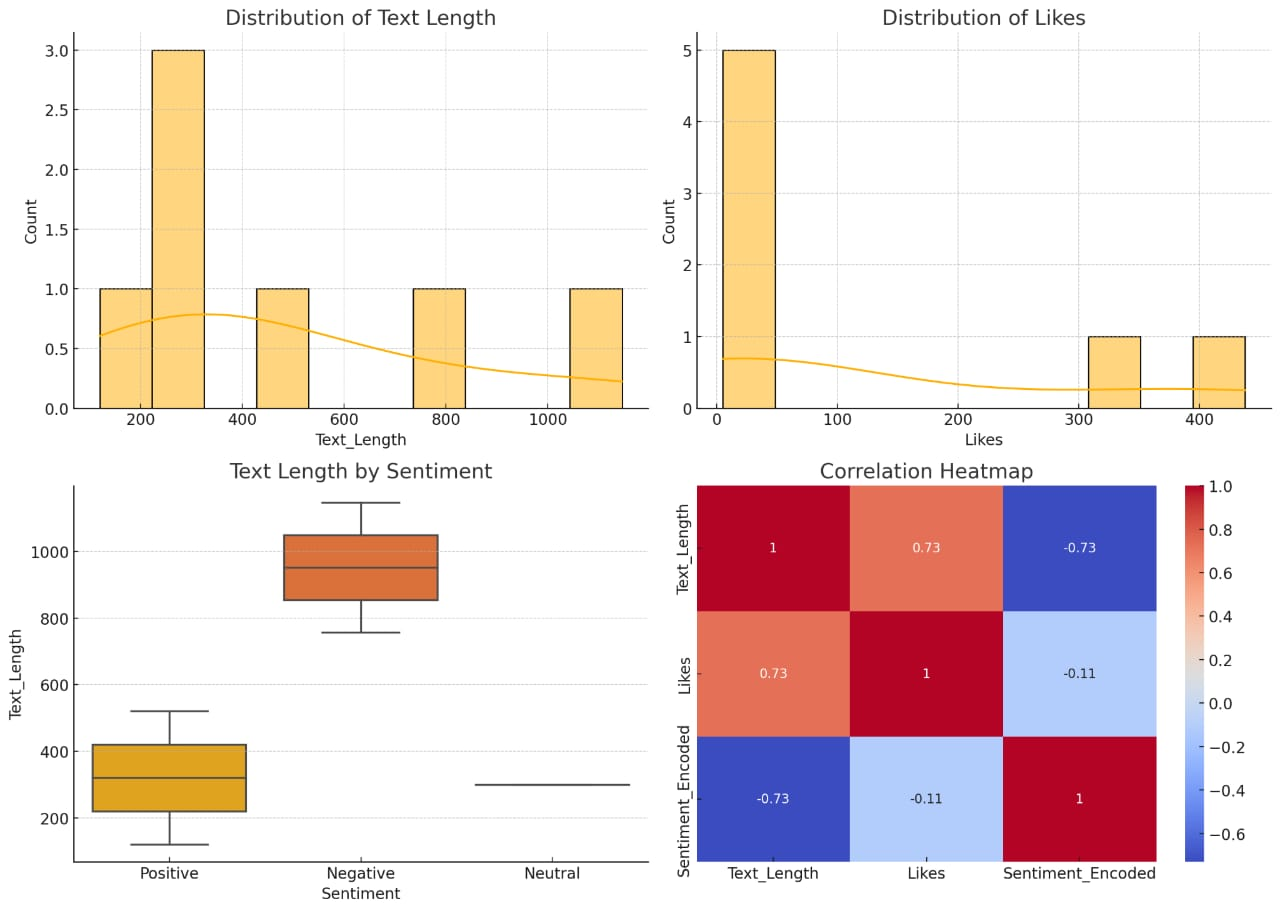 Distribution of Text Length
3.0
2.5
2.0
1.5
1.0
0.5
0.0
Count
200 400 600 800 1000
Text_Length
Distribution of Likes
5
4
3
2
1
0
Count
0 100 200 300 400
Likes
Text Length by Sentiment
1000
800
600
400
200
Text_Length
Positive Negative Neutral
Sentiment
Correlation Heatmap
Text_Length
Likes
Sentiment_Encoded
1 0.73 -0.73
0.73 1 -0.11
-0.73 -0.11 1
Text_Length Likes Sentiment_Encoded
1.0
0.8
0.6
0.4
0.2
0.0
−0.2
−0.4
−0.6